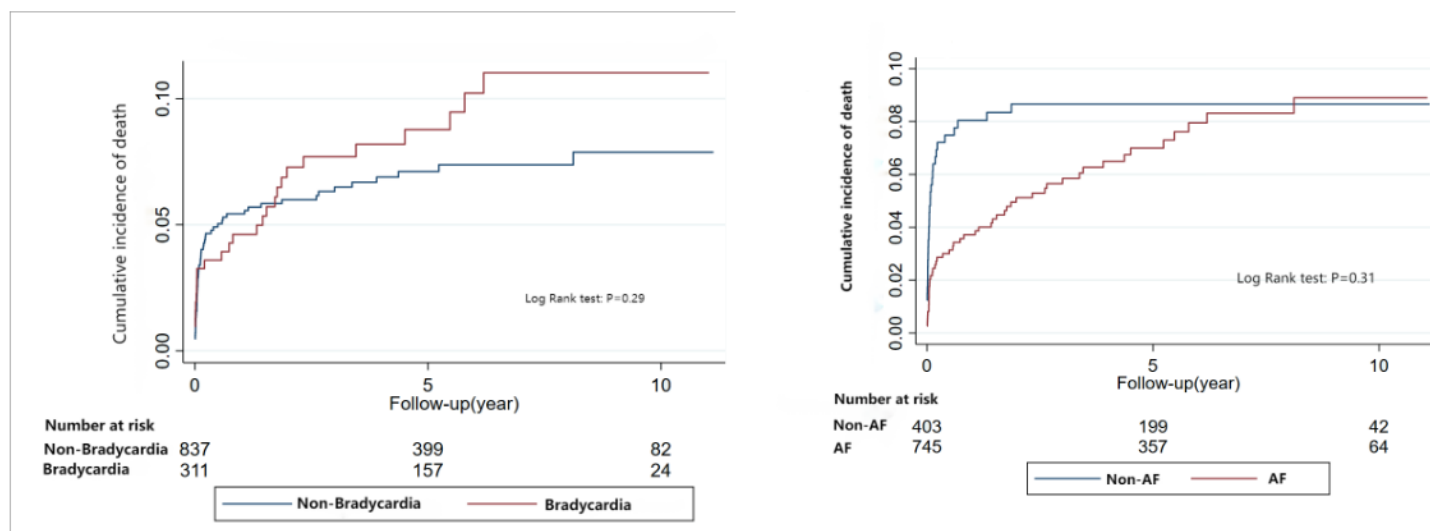 Cumulative incidence of death
0.10
0.05
0.00
Log Rank test: P=0.29
0 5 10
Follow-up(year)
Number at risk
Non-Bradycardia 837 399 82
Bradycardia 311 157 24
Non-Bradycardia Bradycardia
Cumulative incidence of death
0.10
0.08
0.06
0.04
0.02
0.00
Log Rank test: P=0.31
0 5 10
Follow-up(year)
Number at risk
Non-AF 403 199 42
AF 745 357 64
Non-AF AF